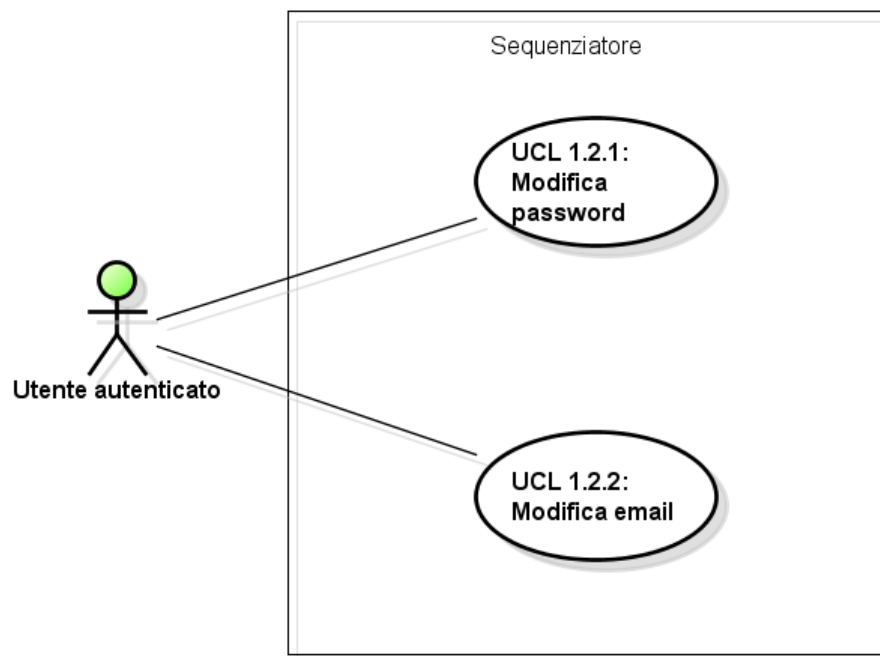 Sequenziatore
UCL 1.2.1:
Modifica
password
Utente autenticato
UCL 1.2.2:
Modifica email